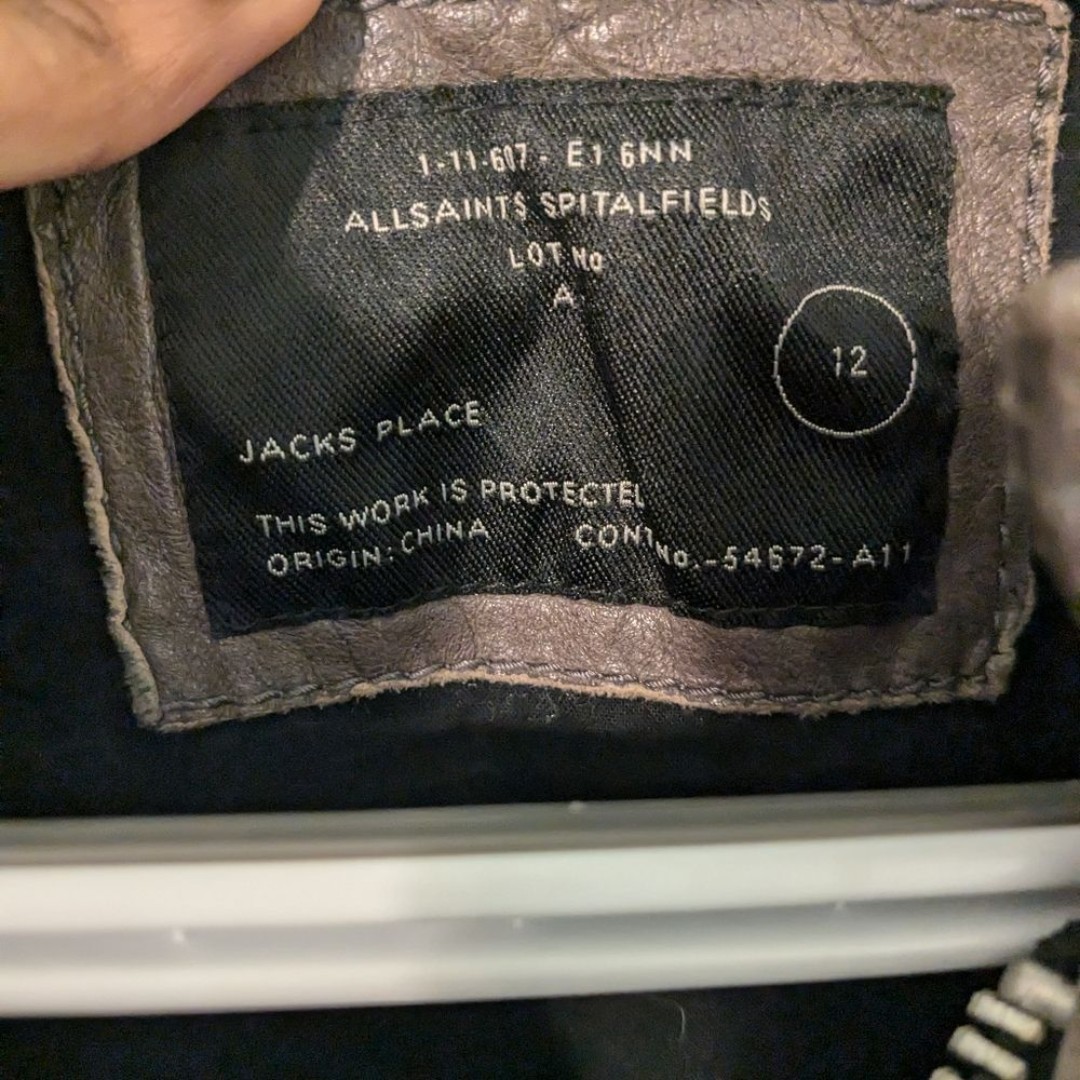 1-11-607 - E1 6NN
ALLSAINTS SPITALFIELDS
LOT No
A
12
JACKS PLACE
THIS WORK IS PROTECTED
ORIGIN: CHINA CONT No.-54672-A11